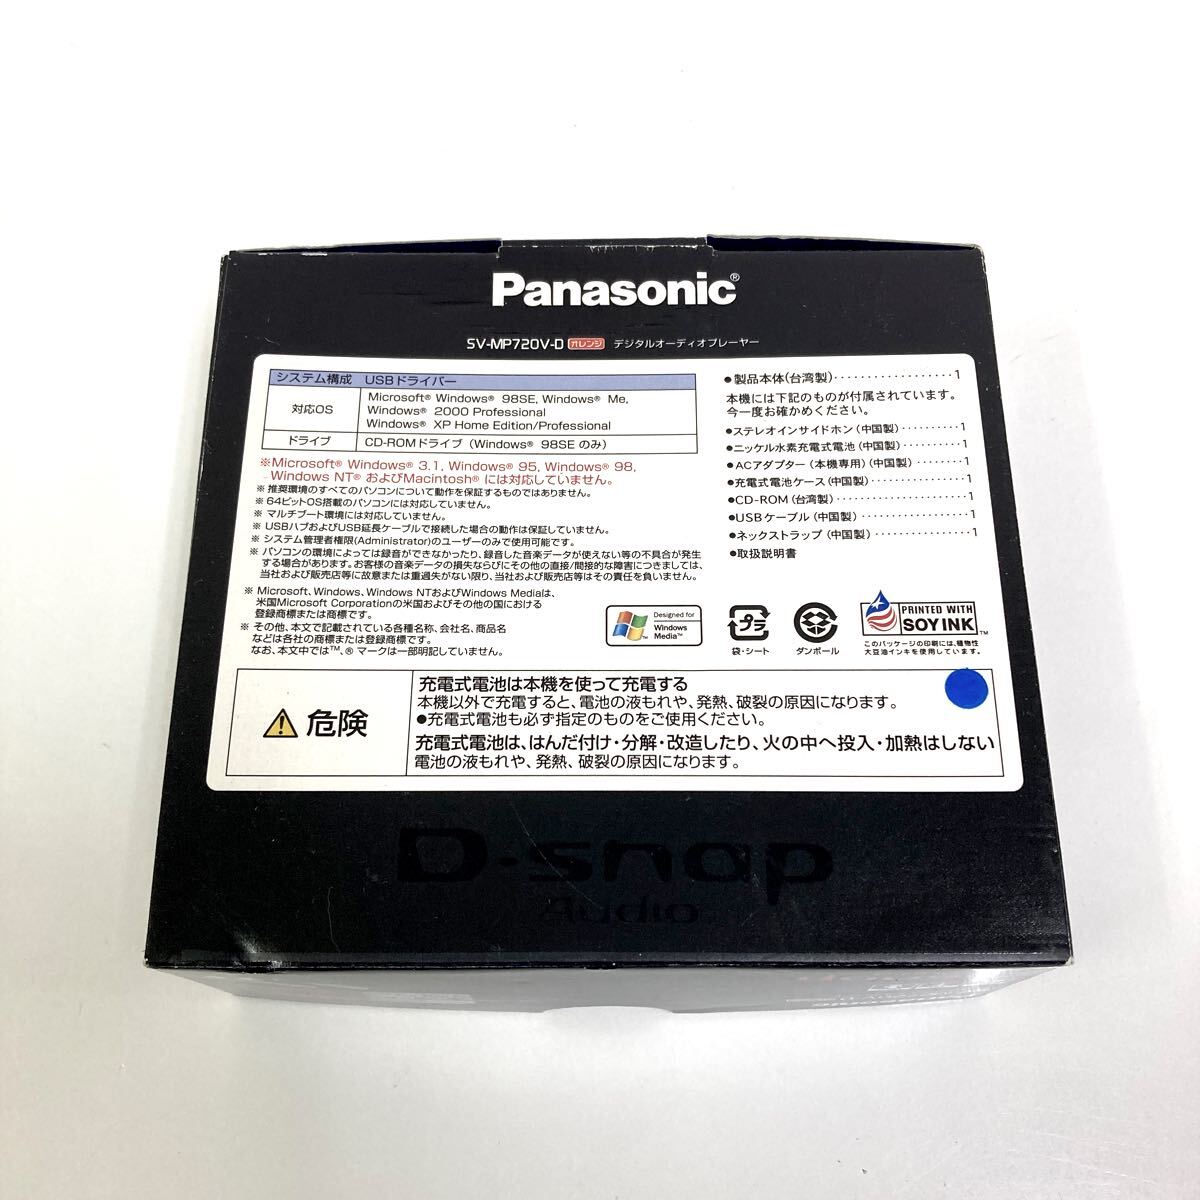 Panasonic®
SV-MP720V-D オレンジ デジタルオーディオプレーヤー
システム構成 USBドライバー
対応OS
Microsoft® Windows® 98SE, Windows® Me,
Windows® 2000 Professional
Windows® XP Home Edition/Professional
ドライブ CD-ROMドライブ（Windows® 98SE のみ）
※Microsoft® Windows® 3.1, Windows® 95, Windows® 98,
Windows NT® およびMacintosh® には対応していません。
※ 推奨環境のすべてのパソコンについて動作を保証するものではありません。
※ 64ビットOS搭載のパソコンには対応していません。
※ マルチブート環境には対応していません。
※ USBハブおよびUSB延長ケーブルで接続した場合の動作は保証していません。
※ システム管理者権限(Administrator)のユーザーのみで使用可能です。
※ パソコンの環境によっては録音ができなかったり、録音した音楽データが使えない等の不具合が発生
する場合があります。お客様の音楽データの損失ならびにその他の直接/間接的な障害につきましては、
当社および販売店等に故意または重過失がない限り、当社および販売店等はその責任を負いません。
※ Microsoft, Windows, Windows NTおよびWindows Mediaは、
米国Microsoft Corporationの米国およびその他の国における
登録商標または商標です。
※ その他、本文で記載されている各種名称、会社名、商品名
などは各社の商標または登録商標です。
なお、本文中では™、® マークは一部明記していません。
●製品本体(台湾製)・・・・・・・・・・・・・・・・・・1
本機には下記のものが付属されています。
今一度お確かめください。
●ステレオインサイドホン(中国製)・・・・・・・・・・1
●ニッケル水素充電式電池(中国製)・・・・・・・・・・1
●ACアダプター(本機専用)(中国製)・・・・・・・・1
●充電式電池ケース(中国製)・・・・・・・・・・・・・・1
●CD-ROM(台湾製)・・・・・・・・・・・・・・・・・・・1
●USBケーブル(中国製)・・・・・・・・・・・・・・・・1
●ネックストラップ(中国製)・・・・・・・・・・・・・・1
●取扱説明書
Designed for
Windows
Media™
プラ
袋・シート
ダンボール
PRINTED WITH
SOY INK™
このパッケージの印刷には、植物性
大豆油インキを使用しています。
危険
充電式電池は本機を使って充電する
本機以外で充電すると、電池の液もれや、発熱、破裂の原因になります。
●充電式電池も必ず指定のものをご使用ください。
充電式電池は、はんだ付け・分解・改造したり、火の中へ投入・加熱はしない
電池の液もれや、発熱、破裂の原因になります。
D-snap
Audio